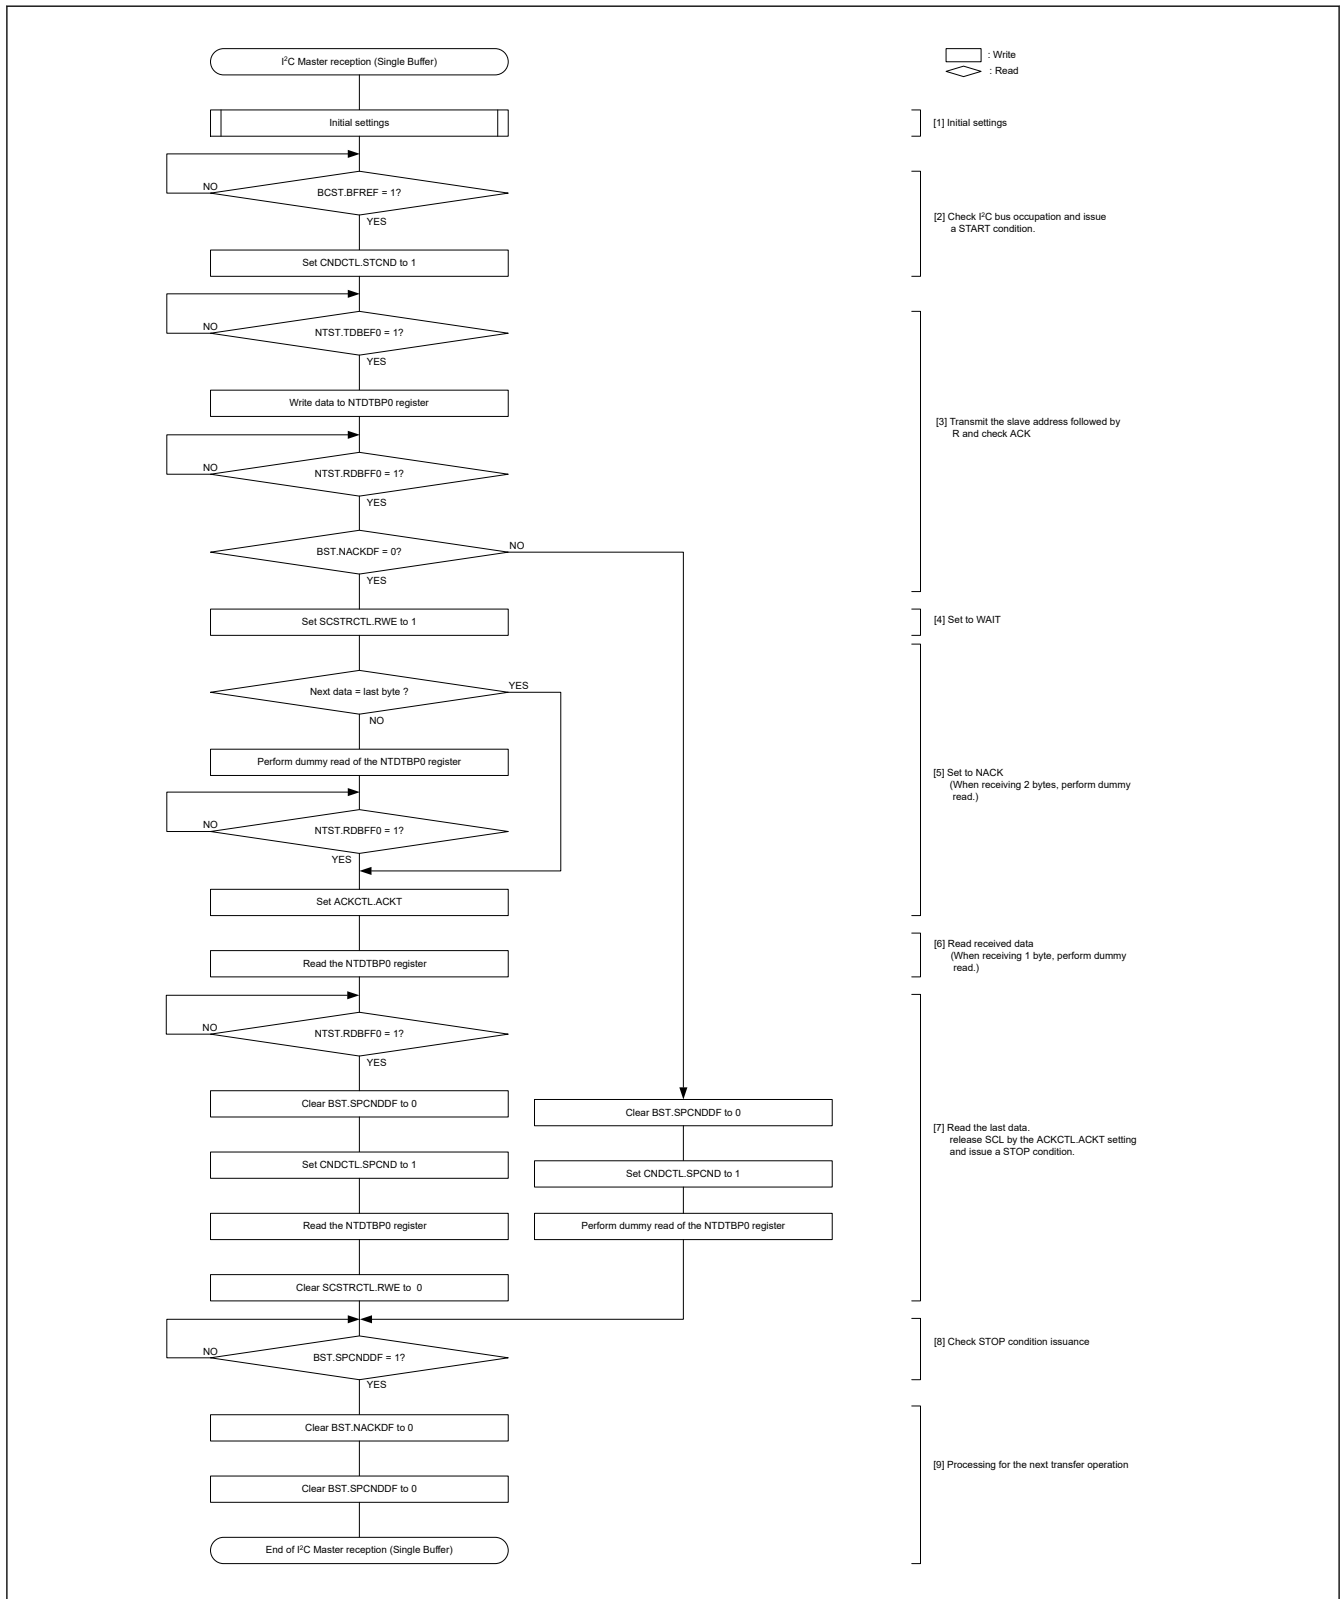 I²C Master reception (Single Buffer)
: Write
: Read
Initial settings
[1] Initial settings
NO
BCST.BFREF = 1?
YES
[2] Check I²C bus occupation and issue
a START condition.
Set CNDCTL.STCND to 1
NO
NTST.TDBEF0 = 1?
YES
Write data to NTDTBP0 register
[3] Transmit the slave address followed by
R and check ACK
NO
NTST.RDBFF0 = 1?
YES
BST.NACKDF = 0?
NO
YES
Set SCSTRCTL.RWE to 1
[4] Set to WAIT
Next data = last byte ?
YES
NO
Perform dummy read of the NTDTBP0 register
[5] Set to NACK
(When receiving 2 bytes, perform dummy
read.)
NO
NTST.RDBFF0 = 1?
YES
Set ACKCTL.ACKT
[6] Read received data
(When receiving 1 byte, perform dummy
read.)
Read the NTDTBP0 register
NO
NTST.RDBFF0 = 1?
YES
Clear BST.SPCNDDF to 0
Clear BST.SPCNDDF to 0
[7] Read the last data.
release SCL by the ACKCTL.ACKT setting
and issue a STOP condition.
Set CNDCTL.SPCND to 1
Set CNDCTL.SPCND to 1
Read the NTDTBP0 register
Perform dummy read of the NTDTBP0 register
Clear SCSTRCTL.RWE to 0
[8] Check STOP condition issuance
NO
BST.SPCNDDF = 1?
YES
Clear BST.NACKDF to 0
[9] Processing for the next transfer operation
Clear BST.SPCNDDF to 0
End of I²C Master reception (Single Buffer)